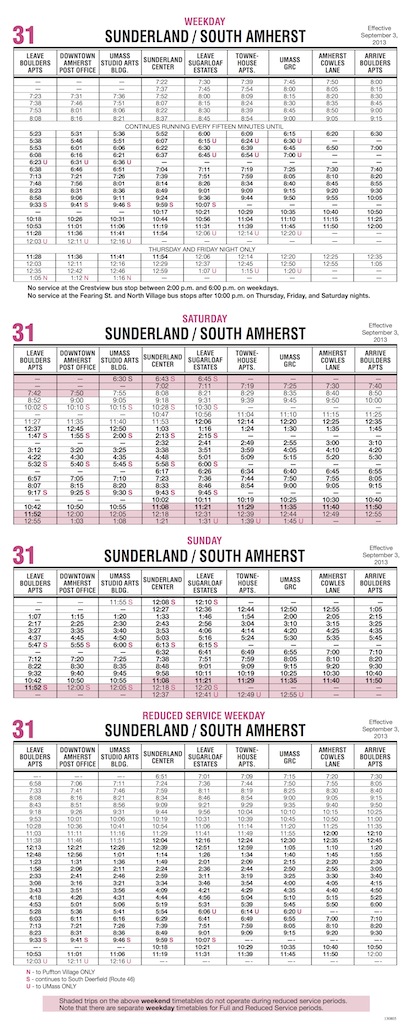 WEEKDAY
31 SUNDERLAND / SOUTH AMHERST
Effective September 3, 2013
LEAVE BOULDERS APTS | DOWNTOWN AMHERST POST OFFICE | UMASS STUDIO ARTS BLDG. | SUNDERLAND CENTER | LEAVE SUGARLOAF ESTATES | TOWNE-HOUSE APTS. | UMASS GRC | AMHERST COWLES LANE | ARRIVE BOULDERS APTS
— — — 7:22 7:30 7:39 7:45 7:50 8:00
— — — 7:37 7:45 7:54 8:00 8:05 8:15
7:23 7:31 7:36 7:52 8:00 8:09 8:15 8:20 8:30
7:38 7:46 7:51 8:07 8:15 8:24 8:30 8:35 8:45
7:53 8:01 8:06 8:22 8:30 8:39 8:45 8:50 9:00
8:08 8:16 8:21 8:37 8:45 8:54 9:00 9:05 9:15
CONTINUES RUNNING EVERY FIFTEEN MINUTES UNTIL
5:23 5:31 5:36 5:52 6:00 6:09 6:15 6:20 6:30
5:38 5:46 5:51 6:07 6:15 U 6:24 U 6:30 U — —
5:53 6:01 6:06 6:22 6:30 6:39 6:45 6:50 7:00
6:08 6:16 6:21 6:37 6:45 U 6:54 U 7:00 U — —
6:23 U 6:31 U 6:36 U — — — — — —
6:38 6:46 6:51 7:04 7:11 7:19 7:25 7:30 7:40
7:13 7:21 7:26 7:39 7:51 7:59 8:05 8:10 8:20
7:48 7:56 8:01 8:14 8:26 8:34 8:40 8:45 8:55
8:23 8:31 8:36 8:49 9:01 9:09 9:15 9:20 9:30
8:58 9:06 9:11 9:24 9:36 9:44 9:50 9:55 10:05
9:33 S 9:41 S 9:46 S 9:59 S 10:07 S — — — —
— — — 10:17 10:21 10:29 10:35 10:40 10:50
10:18 10:26 10:31 10:44 10:56 11:04 11:10 11:15 11:25
10:53 11:01 11:06 11:19 11:31 11:39 11:45 11:50 12:00
11:28 11:36 11:41 11:54 12:06 U 12:14 U 12:20 U — —
12:03 U 12:11 U 12:16 U — — — — — —
THURSDAY AND FRIDAY NIGHT ONLY
11:28 11:36 11:41 11:54 12:06 12:14 12:20 12:25 12:35
12:03 12:11 12:16 12:29 12:37 12:45 12:50 12:55 1:05
12:35 12:42 12:46 12:59 1:07 U 1:15 U 1:20 U — —
1:05 N 1:12 N 1:16 N — — — — — —
No service at the Crestview bus stop between 2:00 p.m. and 6:00 p.m. on weekdays.
No service at the Fearing St. and North Village bus stops after 10:00 p.m. on Thursday, Friday, and Saturday nights.
SATURDAY
31 SUNDERLAND / SOUTH AMHERST
Effective September 3, 2013
LEAVE BOULDERS APTS | DOWNTOWN AMHERST POST OFFICE | UMASS STUDIO ARTS BLDG. | SUNDERLAND CENTER | LEAVE SUGARLOAF ESTATES | TOWNE-HOUSE APTS. | UMASS GRC | AMHERST COWLES LANE | ARRIVE BOULDERS APTS
— — 6:30 S 6:43 S 6:45 S — — — —
— — — 7:02 7:11 7:19 7:25 7:30 7:40
7:42 7:50 7:55 8:08 8:21 8:29 8:35 8:40 8:50
8:52 9:00 9:05 9:18 9:31 9:39 9:45 9:50 10:00
10:02 S 10:10 S 10:15 S 10:28 S 10:30 S — — — —
— — — 10:47 10:56 11:04 11:10 11:15 11:25
11:27 11:35 11:40 11:53 12:06 12:14 12:20 12:25 12:35
12:37 12:45 12:50 1:03 1:16 1:24 1:30 1:35 1:45
1:47 S 1:55 S 2:00 S 2:13 S 2:15 S — — — —
— — — 2:32 2:41 2:49 2:55 3:00 3:10
3:12 3:20 3:25 3:38 3:51 3:59 4:05 4:10 4:20
4:22 4:30 4:35 4:48 5:01 5:09 5:15 5:20 5:30
5:32 S 5:40 S 5:45 S 5:58 S 6:00 S — — — —
— — — 6:17 6:26 6:34 6:40 6:45 6:55
6:57 7:05 7:10 7:23 7:36 7:44 7:50 7:55 8:05
8:07 8:15 8:20 8:33 8:46 8:54 9:00 9:05 9:15
9:17 S 9:25 S 9:30 S 9:43 S 9:45 S — — — —
— — — 10:02 10:11 10:19 10:25 10:30 10:40
10:42 10:50 10:55 11:08 11:21 11:29 11:35 11:40 11:50
11:52 12:00 12:05 12:18 12:31 12:39 12:44 12:49 12:55
12:55 1:03 1:08 1:21 1:31 U 1:39 U 1:45 U — —
SUNDAY
31 SUNDERLAND / SOUTH AMHERST
Effective September 3, 2013
LEAVE BOULDERS APTS | DOWNTOWN AMHERST POST OFFICE | UMASS STUDIO ARTS BLDG. | SUNDERLAND CENTER | LEAVE SUGARLOAF ESTATES | TOWNE-HOUSE APTS. | UMASS GRC | AMHERST COWLES LANE | ARRIVE BOULDERS APTS
— — 11:55 S 12:08 S 12:10 S — — — —
— — — 12:27 12:36 12:44 12:50 12:55 1:05
1:07 1:15 1:20 1:33 1:46 1:54 2:00 2:05 2:15
2:17 2:25 2:30 2:43 2:56 3:04 3:10 3:15 3:25
3:27 3:35 3:40 3:53 4:06 4:14 4:20 4:25 4:35
4:37 4:45 4:50 5:03 5:16 5:24 5:30 5:35 5:45
5:47 S 5:55 S 6:00 S 6:13 S 6:15 S — — — —
— — — 6:32 6:41 6:49 6:55 7:00 7:10
7:12 7:20 7:25 7:38 7:51 7:59 8:05 8:10 8:20
8:22 8:30 8:35 8:48 9:01 9:09 9:15 9:20 9:30
9:32 9:40 9:45 9:58 10:11 10:19 10:25 10:30 10:40
10:42 10:50 10:55 11:08 11:21 11:29 11:35 11:40 11:50
11:52 S 12:00 S 12:05 S 12:18 S 12:20 S — — — —
— — — 12:37 12:41 U 12:49 U 12:55 U — —
REDUCED SERVICE WEEKDAY
31 SUNDERLAND / SOUTH AMHERST
Effective September 3, 2013
LEAVE BOULDERS APTS | DOWNTOWN AMHERST POST OFFICE | UMASS STUDIO ARTS BLDG. | SUNDERLAND CENTER | LEAVE SUGARLOAF ESTATES | TOWNE-HOUSE APTS. | UMASS GRC | AMHERST COWLES LANE | ARRIVE BOULDERS APTS
— — — 6:51 7:01 7:09 7:15 7:20 7:30
6:58 7:06 7:11 7:24 7:36 7:44 7:50 7:55 8:05
7:33 7:41 7:46 7:59 8:11 8:19 8:25 8:30 8:40
8:08 8:16 8:21 8:34 8:46 8:54 9:00 9:05 9:15
8:43 8:51 8:56 9:09 9:21 9:29 9:35 9:40 9:50
9:18 9:26 9:31 9:44 9:56 10:04 10:10 10:15 10:25
9:53 10:01 10:06 10:19 10:31 10:39 10:45 10:50 11:00
10:28 10:36 10:41 10:54 11:06 11:14 11:20 11:25 11:35
11:03 11:11 11:16 11:29 11:41 11:49 11:55 12:00 12:10
11:38 11:46 11:51 12:04 12:16 12:24 12:30 12:35 12:45
12:13 12:21 12:26 12:39 12:51 12:59 1:05 1:10 1:20
12:48 12:56 1:01 1:14 1:26 1:34 1:40 1:45 1:55
1:23 1:31 1:36 1:49 2:01 2:09 2:15 2:20 2:30
1:58 2:06 2:11 2:24 2:36 2:44 2:50 2:55 3:05
2:33 2:41 2:46 2:59 3:11 3:19 3:25 3:30 3:40
3:08 3:16 3:21 3:34 3:46 3:54 4:00 4:05 4:15
3:43 3:51 3:56 4:09 4:21 4:29 4:35 4:40 4:50
4:18 4:26 4:31 4:44 4:56 5:04 5:10 5:15 5:25
4:53 5:01 5:06 5:19 5:31 5:39 5:45 5:50 6:00
5:28 5:36 5:41 5:54 6:06 U 6:14 U 6:20 U — —
6:03 6:11 6:16 6:29 6:41 6:49 6:55 7:00 7:10
7:13 7:21 7:26 7:39 7:51 7:59 8:05 8:10 8:20
8:23 8:31 8:36 8:49 9:01 9:09 9:15 9:20 9:30
9:33 S 9:41 S 9:46 S 9:59 S 10:07 S — — — —
— — — 10:18 10:21 10:29 10:35 10:40 10:50
10:53 11:01 11:06 11:19 11:31 11:39 11:45 11:50 12:00
12:03 U 12:11 U 12:16 U — — — — — —
N - to Puffton Village ONLY
S - continues to South Deerfield (Route 46)
U - to UMass ONLY
Shaded trips on the above weekend timetables do not operate during reduced service periods.
Note that there are separate weekday timetables for Full and Reduced Service periods.